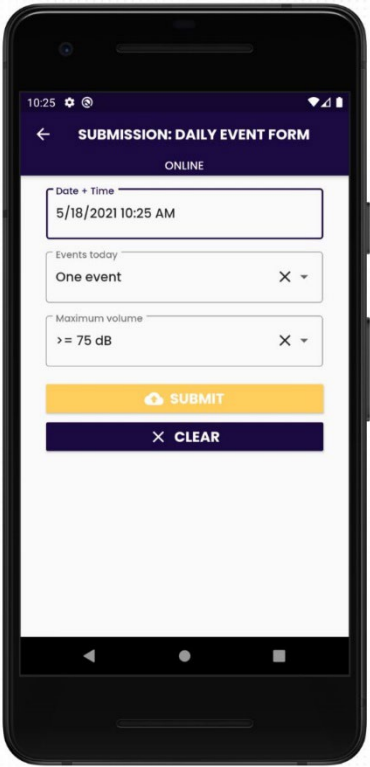 10:25
SUBMISSION: DAILY EVENT FORM
ONLINE
Date + Time
5/18/2021 10:25 AM
Events today
One event
Maximum volume
>= 75 dB
SUBMIT
CLEAR